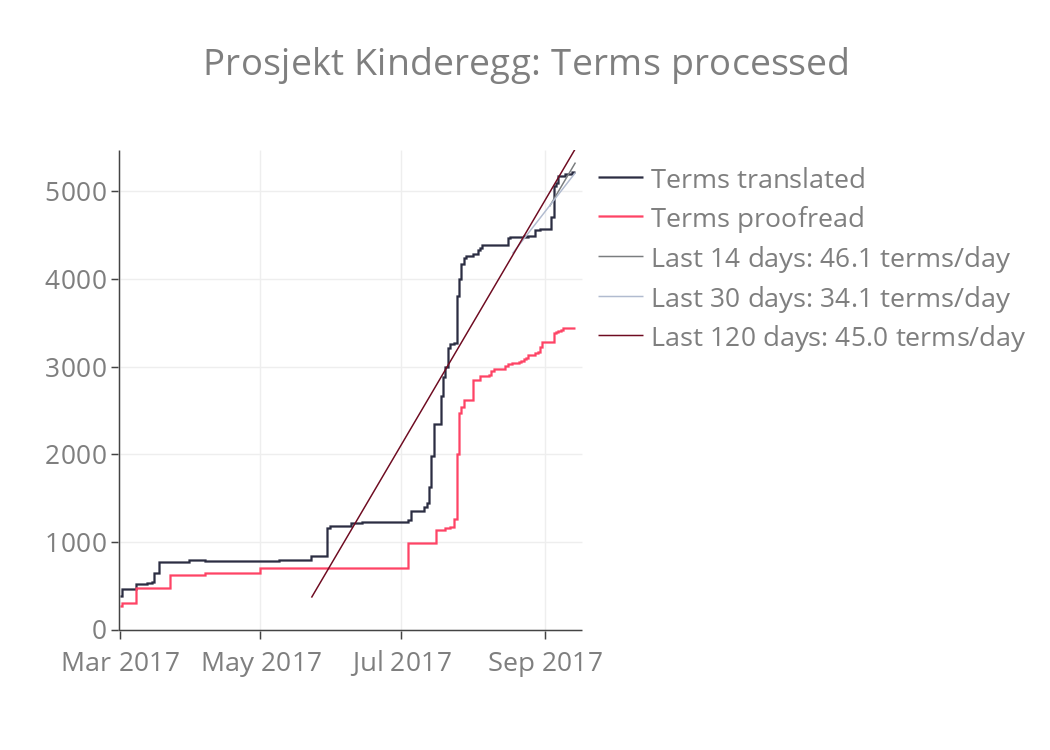 Prosjekt Kinderegg: Terms processed
Terms translated
Terms proofread
Last 14 days: 46.1 terms/day
Last 30 days: 34.1 terms/day
Last 120 days: 45.0 terms/day
5000
4000
3000
2000
1000
0
Mar 2017 May 2017 Jul 2017 Sep 2017